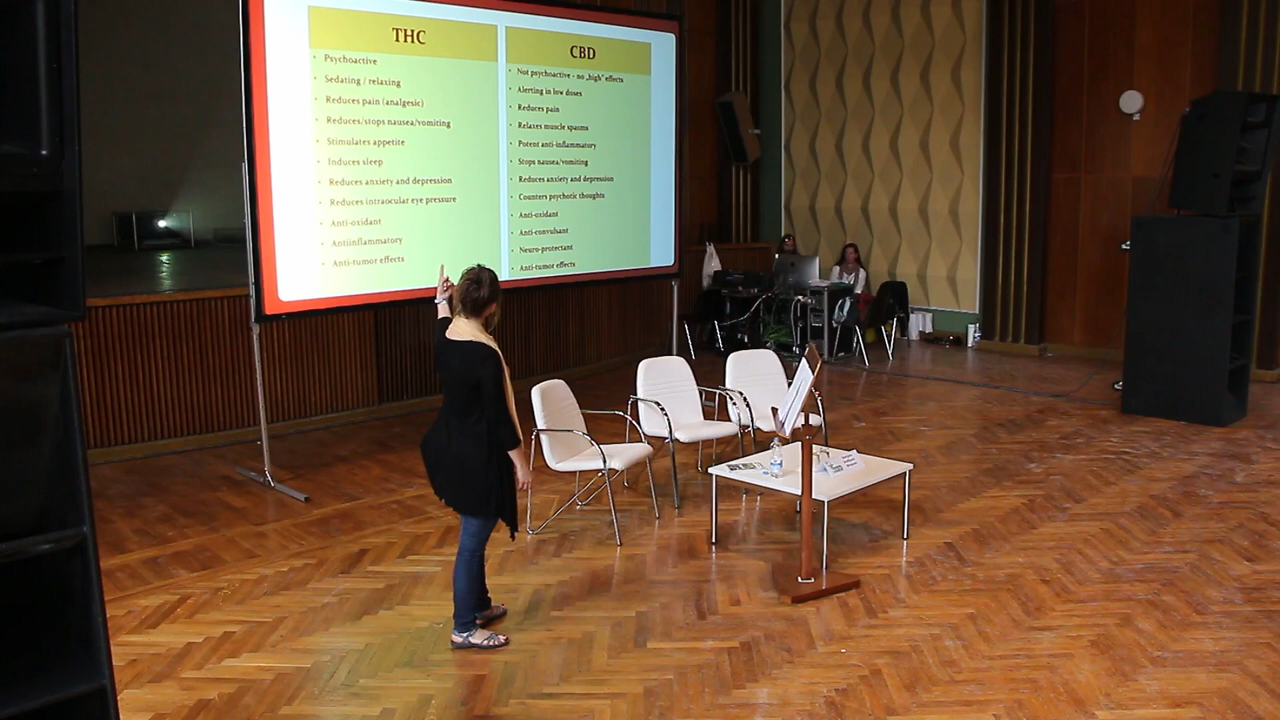 THC
• Psychoactive
• Sedating / relaxing
• Reduces pain (analgesic)
• Reduces/stops nausea/vomiting
• Stimulates appetite
• Induces sleep
• Reduces anxiety and depression
• Reduces intraocular eye pressure
• Anti-oxidant
• Antiinflammatory
• Anti-tumor effects
CBD
• Not psychoactive - no „high" effects
• Alerting in low doses
• Reduces pain
• Relaxes muscle spasms
• Potent anti-inflammatory
• Stops nausea/vomiting
• Reduces anxiety and depression
• Counters psychotic thoughts
• Anti-oxidant
• Anti-convulsant
• Neuro-protectant
• Anti-tumor effects